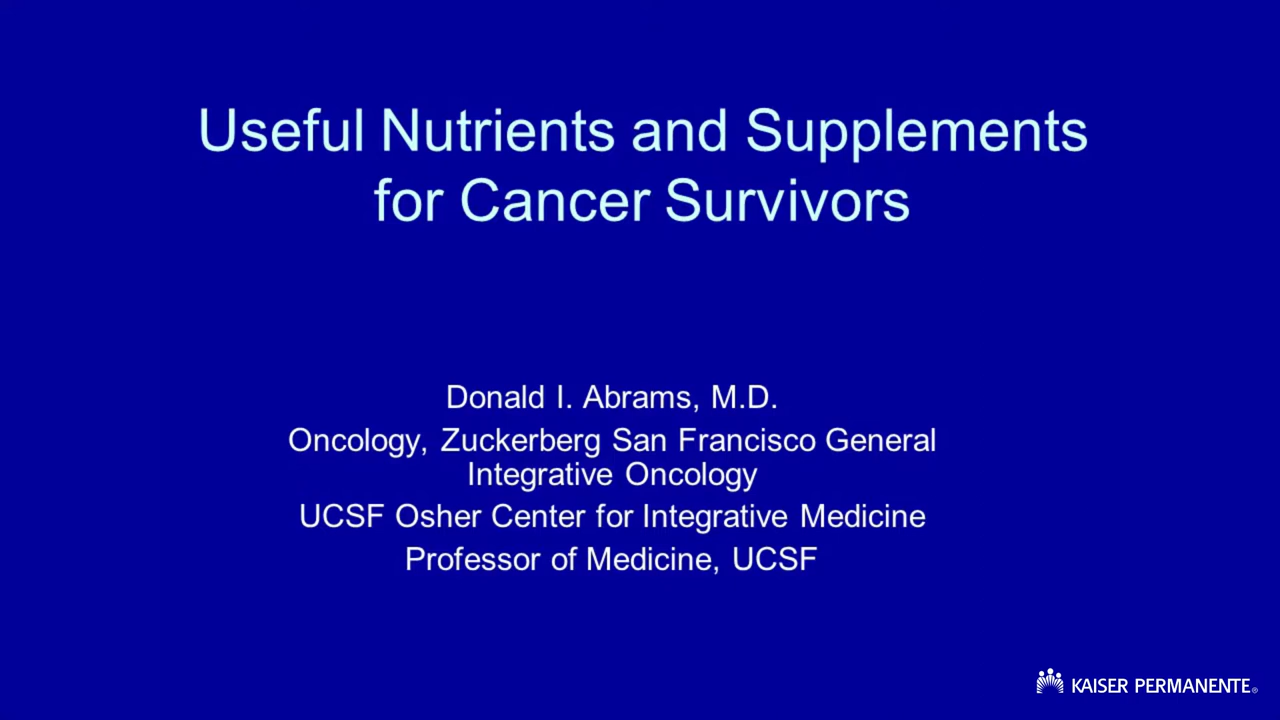 Useful Nutrients and Supplements
for Cancer Survivors
Donald I. Abrams, M.D.
Oncology, Zuckerberg San Francisco General
Integrative Oncology
UCSF Osher Center for Integrative Medicine
Professor of Medicine, UCSF
KAISER PERMANENTE®